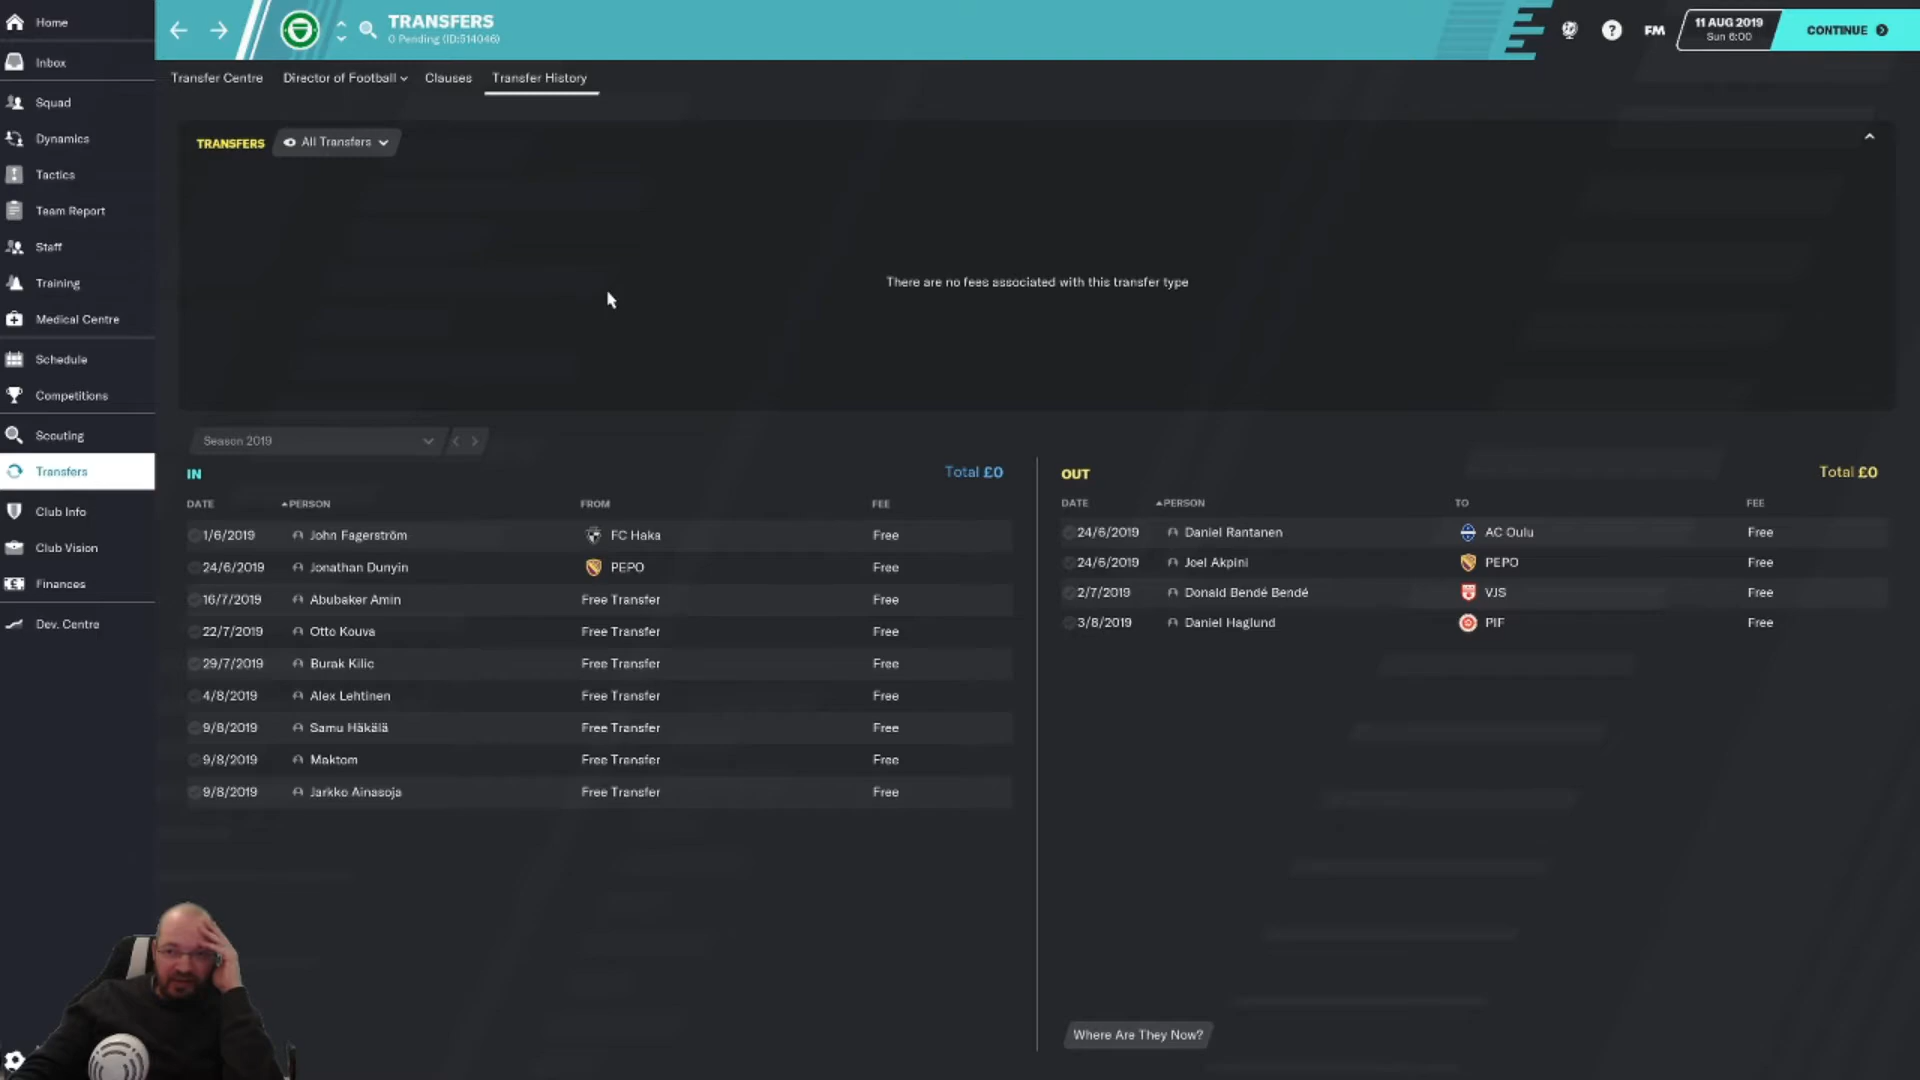 Home
Inbox
Squad
Dynamics
Tactics
Team Report
Staff
Training
Medical Centre
Schedule
Competitions
Scouting
Transfers
Club Info
Club Vision
Finances
Dev. Centre
TRANSFERS
0 Pending (ID:514046)
FM
11 AUG 2019
Sun 6:00
CONTINUE
Transfer Centre Director of Football Clauses Transfer History
TRANSFERS All Transfers
There are no fees associated with this transfer type
Season 2019
IN Total £0
DATE PERSON FROM FEE
1/6/2019 John Fagerström FC Haka Free
24/6/2019 Jonathan Dunyin PEPO Free
16/7/2019 Abubaker Amin Free Transfer Free
22/7/2019 Otto Kouva Free Transfer Free
29/7/2019 Burak Kilic Free Transfer Free
4/8/2019 Alex Lehtinen Free Transfer Free
9/8/2019 Samu Häkälä Free Transfer Free
9/8/2019 Maktom Free Transfer Free
9/8/2019 Jarkko Ainasoja Free Transfer Free
OUT Total £0
DATE PERSON TO FEE
24/6/2019 Daniel Rantanen AC Oulu Free
24/6/2019 Joel Akpini PEPO Free
2/7/2019 Donald Bendé Bendé VJS Free
3/8/2019 Daniel Haglund PIF Free
Where Are They Now?